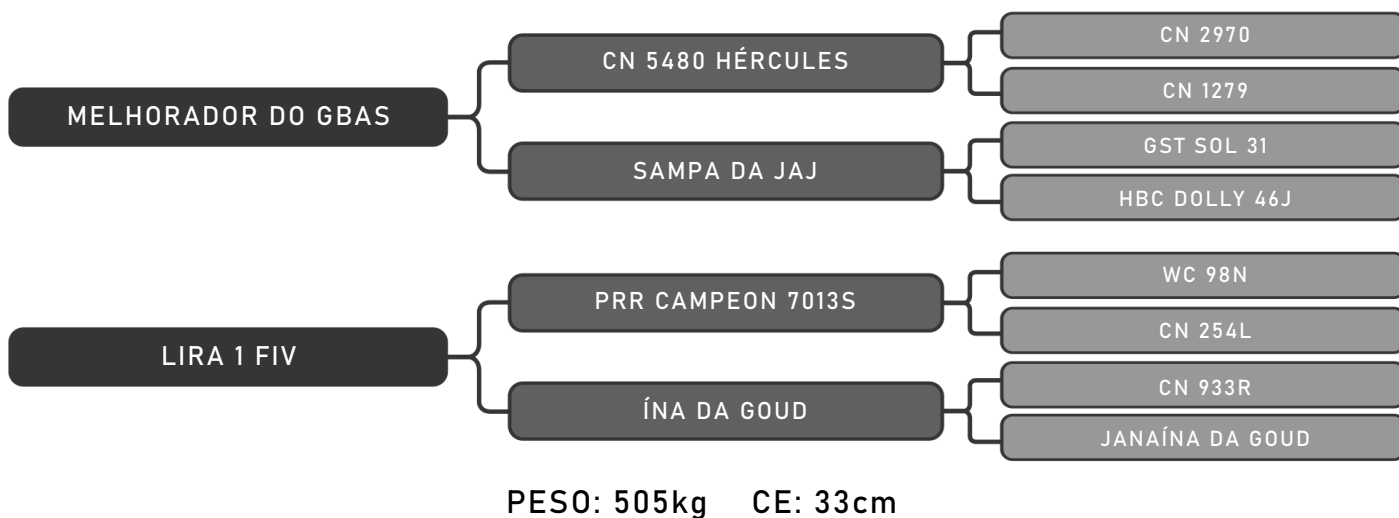 MELHORADOR DO GBAS
CN 5480 HÉRCULES
CN 2970
CN 1279
SAMPA DA JAJ
GST SOL 31
HBC DOLLY 46J
LIRA 1 FIV
PRR CAMPEON 7013S
WC 98N
CN 254L
ÍNA DA GOUD
CN 933R
JANAÍNA DA GOUD
PESO: 505kg CE: 33cm